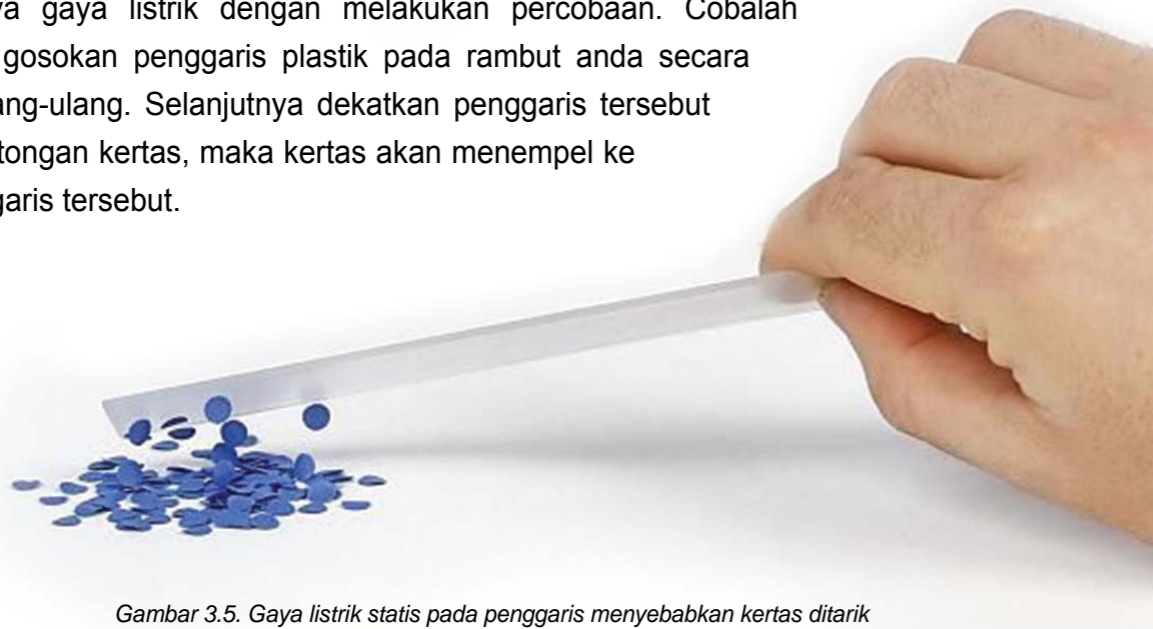 gaya listrik dengan melakukan percobaan. Cobalah
gosokan penggaris plastik pada rambut anda secara
Selanjutnya dekatkan penggaris tersebut
kertas, maka kertas akan menempel ke
tersebut.
Gambar 3.5. Gaya listrik statis pada penggaris menyebabkan kertas ditarik